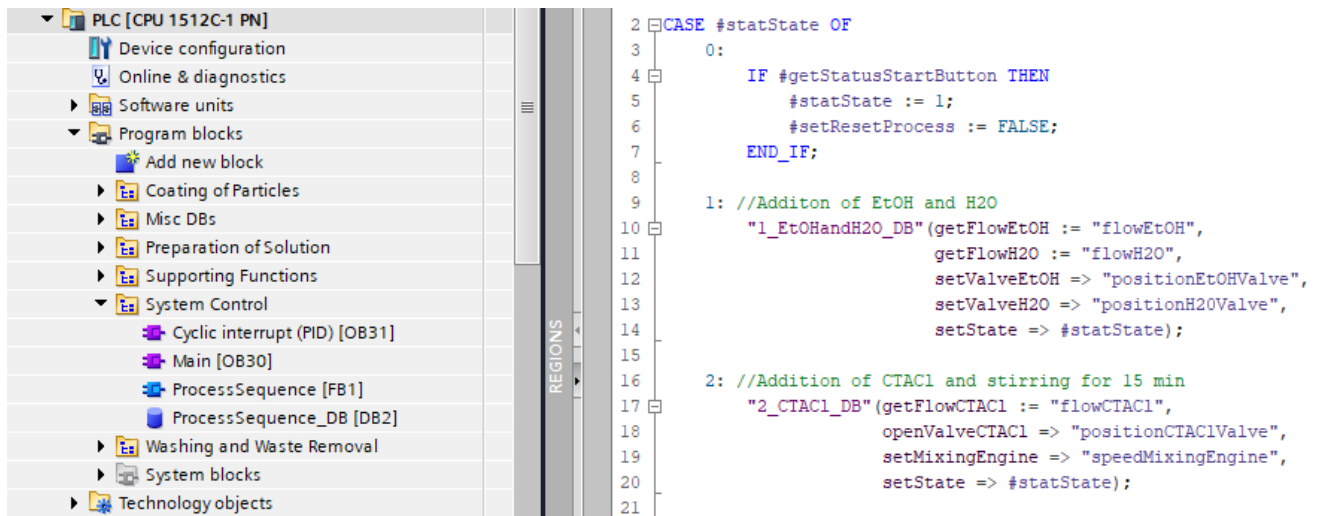 PLC [CPU 1512C-1 PN]
Device configuration
Online & diagnostics
Software units
Program blocks
Add new block
Coating of Particles
Misc DBs
Preparation of Solution
Supporting Functions
System Control
Cyclic interrupt (PID) [OB31]
Main [OB30]
ProcessSequence [FB1]
ProcessSequence_DB [DB2]
Washing and Waste Removal
System blocks
Technology objects
REGIONS
2 CASE #statState OF
3 0:
4 IF #getStatusStartButton THEN
5 #statState := 1;
6 #setResetProcess := FALSE;
7 END_IF;
8
9 1: //Additon of EtOH and H2O
10 "1_EtOHandH2O_DB"(getFlowEtOH := "flowEtOH",
11 getFlowH2O := "flowH2O",
12 setValveEtOH => "positionEtOHValve",
13 setValveH2O => "positionH20Valve",
14 setState => #statState);
15
16 2: //Addition of CTACl and stirring for 15 min
17 "2_CTACl_DB"(getFlowCTACl := "flowCTACl",
18 openValveCTACl => "positionCTAClValve",
19 setMixingEngine => "speedMixingEngine",
20 setState => #statState);
21